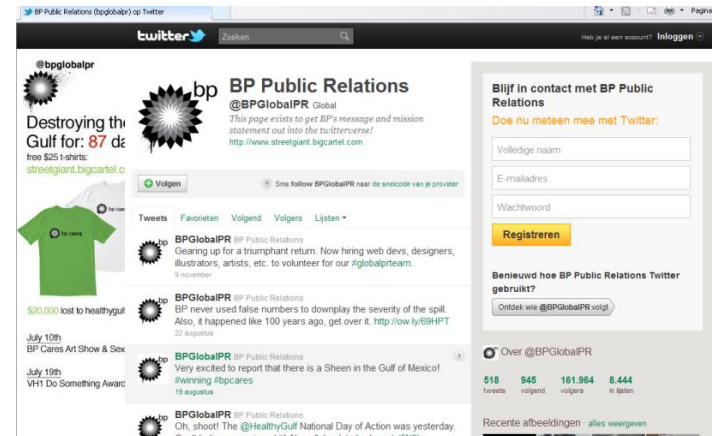 BP Public Relations (bpglobalpr) op Twitter
Pagina
twitter
Zoeken
Heb je al een account? Inloggen
@bpglobalpr
Destroying the
Gulf for: 87 da
free $25 t-shirts:
streetgiant.bigcartel.c
bp cares
bp cares
$20,000 lost to healthygulf
July 10th
BP Cares Art Show & Sex
July 19th
VH1 Do Something Award
bp
BP Public Relations
@BPGlobalPR Global
This page exists to get BP's message and mission
statement out into the twitterverse!
http://www.streetgiant.bigcartel.com
Volgen
Sms follow BPGlobalPR naar de snelcode van je provider
Tweets Favorieten Volgend Volgers Lijsten
bp
BPGlobalPR BP Public Relations
Gearing up for a triumphant return. Now hiring web devs, designers,
illustrators, artists, etc. to volunteer for our #globalprteam.
9 november
bp
BPGlobalPR BP Public Relations
BP never used false numbers to downplay the severity of the spill.
Also, it happened like 100 years ago, get over it. http://ow.ly/69HPT
22 augustus
bp
BPGlobalPR BP Public Relations
Very excited to report that there is a Sheen in the Gulf of Mexico!
#winning #bpcares
19 augustus
bp
BPGlobalPR BP Public Relations
Oh, shoot! The @HealthyGulf National Day of Action was yesterday.
Blijf in contact met BP Public
Relations
Doe nu meteen mee met Twitter:
Volledige naam
E-mailadres
Wachtwoord
Registreren
Benieuwd hoe BP Public Relations Twitter
gebruikt?
Ontdek wie @BPGlobalPR volgt
Over @BPGlobalPR
518 945 161.964 8.444
tweets volgend volgers in lijsten
Recente afbeeldingen · alles weergeven